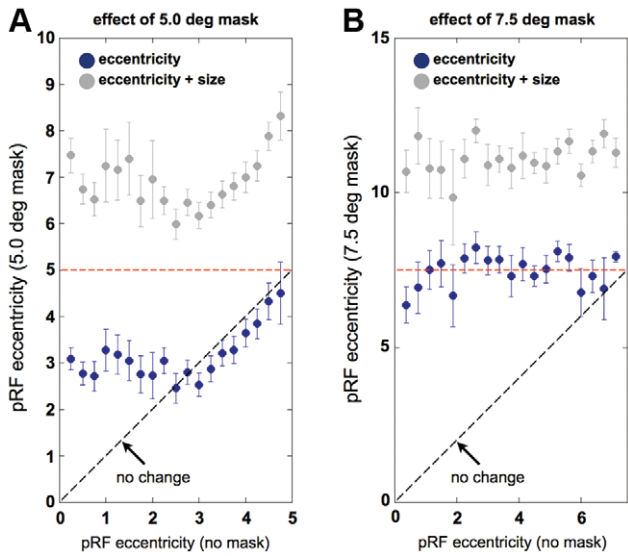 A
effect of 5.0 deg mask
10
9
8
7
6
5
4
3
2
1
0
pRF eccentricity (5.0 deg mask)
eccentricity
eccentricity + size
no change
0
1
2
3
4
5
pRF eccentricity (no mask)
B
effect of 7.5 deg mask
15
10
5
0
pRF eccentricity (7.5 deg mask)
eccentricity
eccentricity + size
no change
0
2
4
6
pRF eccentricity (no mask)